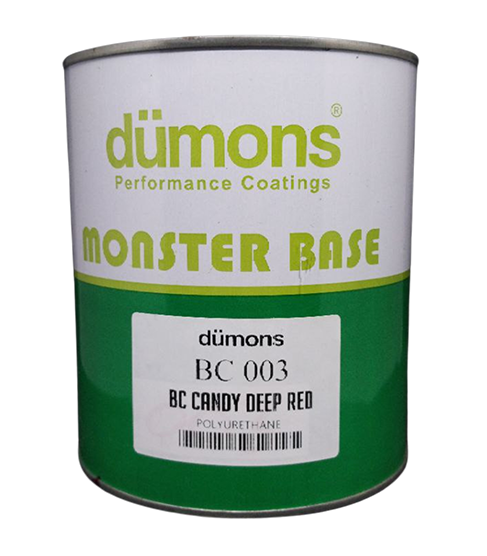 dümons®
Performance Coatings
MONSTER BASE
dümons
BC 003
BC CANDY DEEP RED
POLYURETHANE